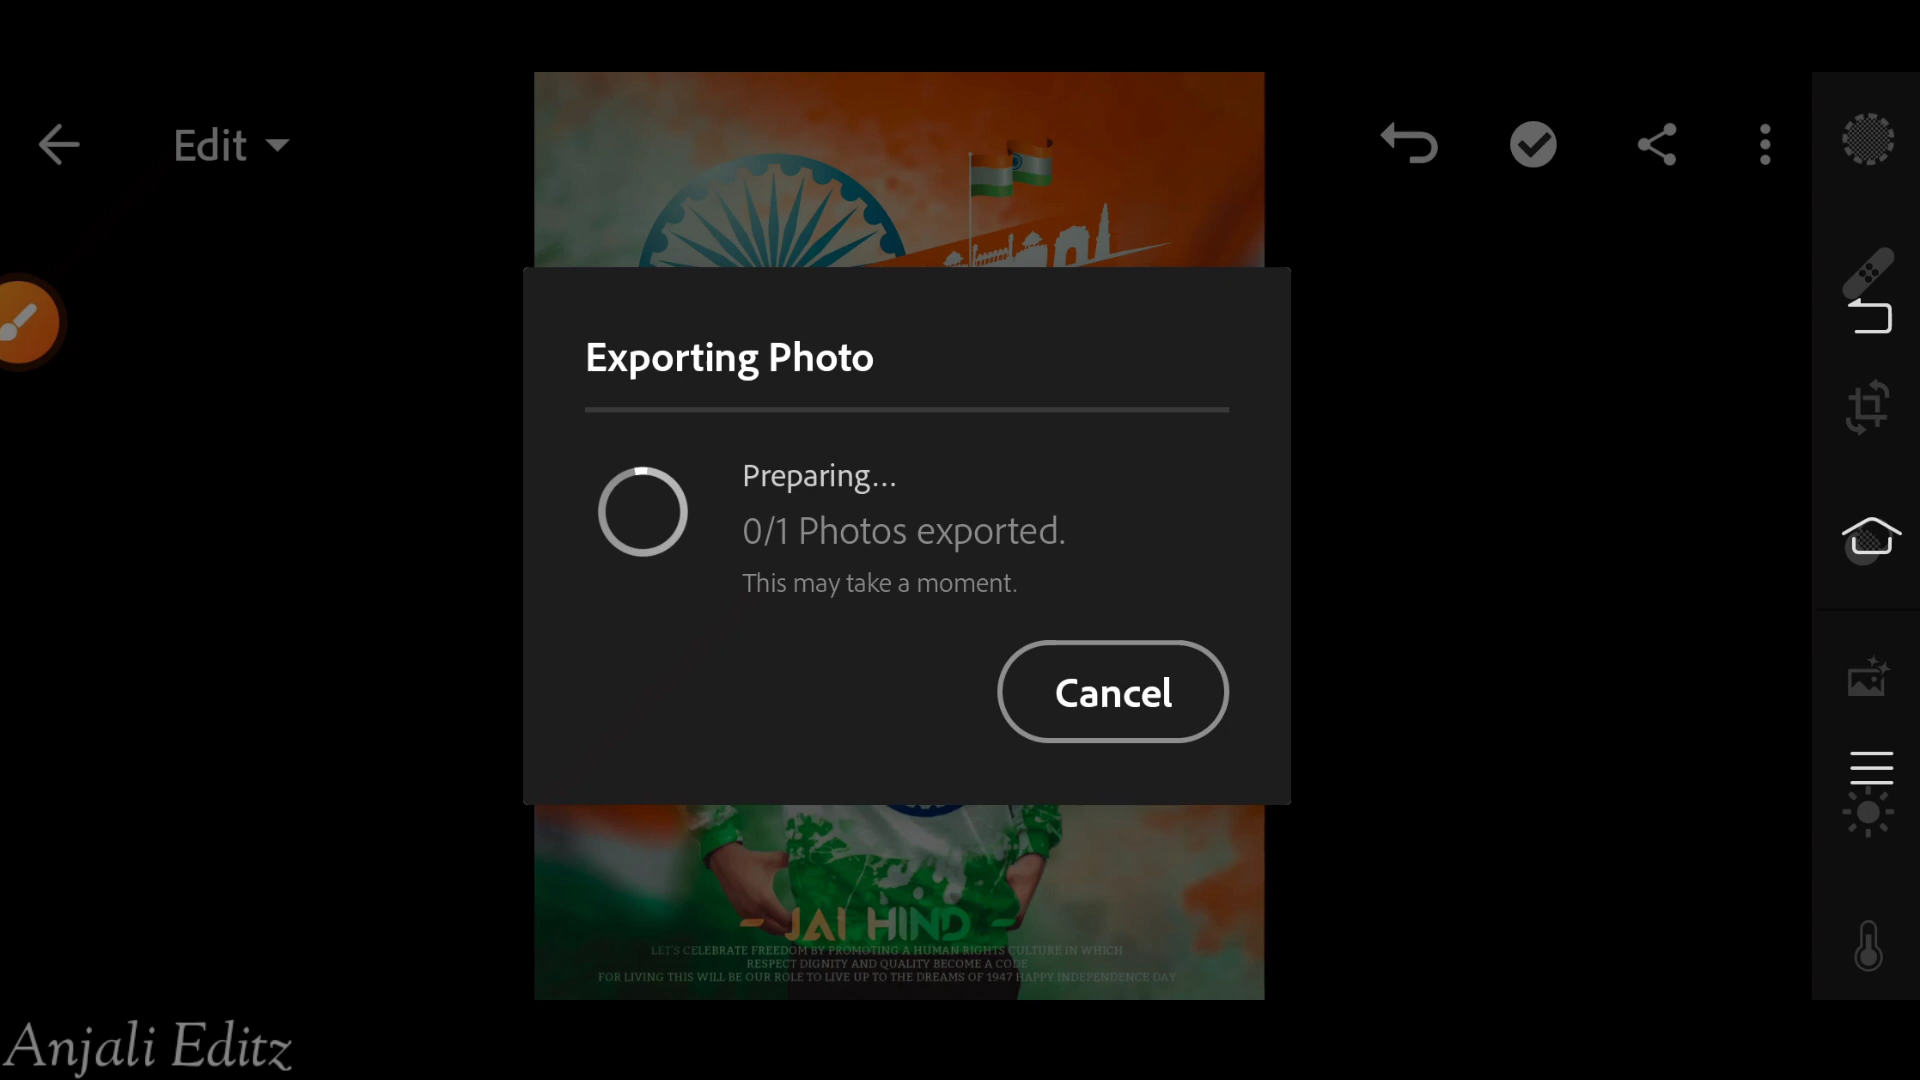 Edit
Exporting Photo
Preparing...
0/1 Photos exported.
This may take a moment.
Cancel
- JAI HIND -
LET'S CELEBRATE FREEDOM BY PROMOTING A HUMAN RIGHTS CULTURE IN WHICH
RESPECT DIGNITY AND QUALITY BECOME A CODE
FOR LIVING THIS WILL BE OUR ROLE TO LIVE UP TO THE DREAMS OF 1947 HAPPY INDEPENDENCE DAY
Anjali Editz